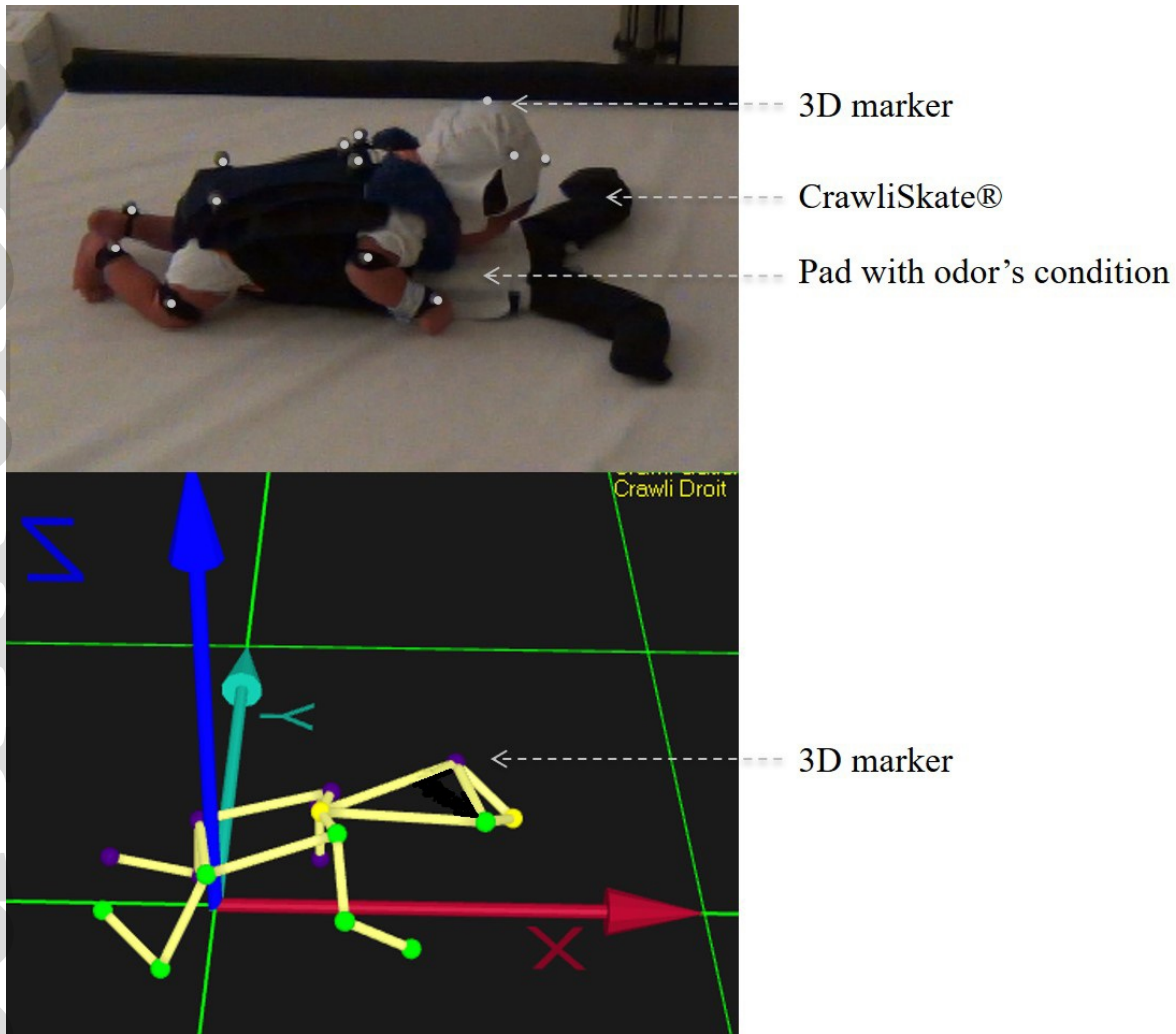 3D marker
CrawliSkate®
Pad with odor's condition
Crawli Droit
Z
Y
3D marker
X